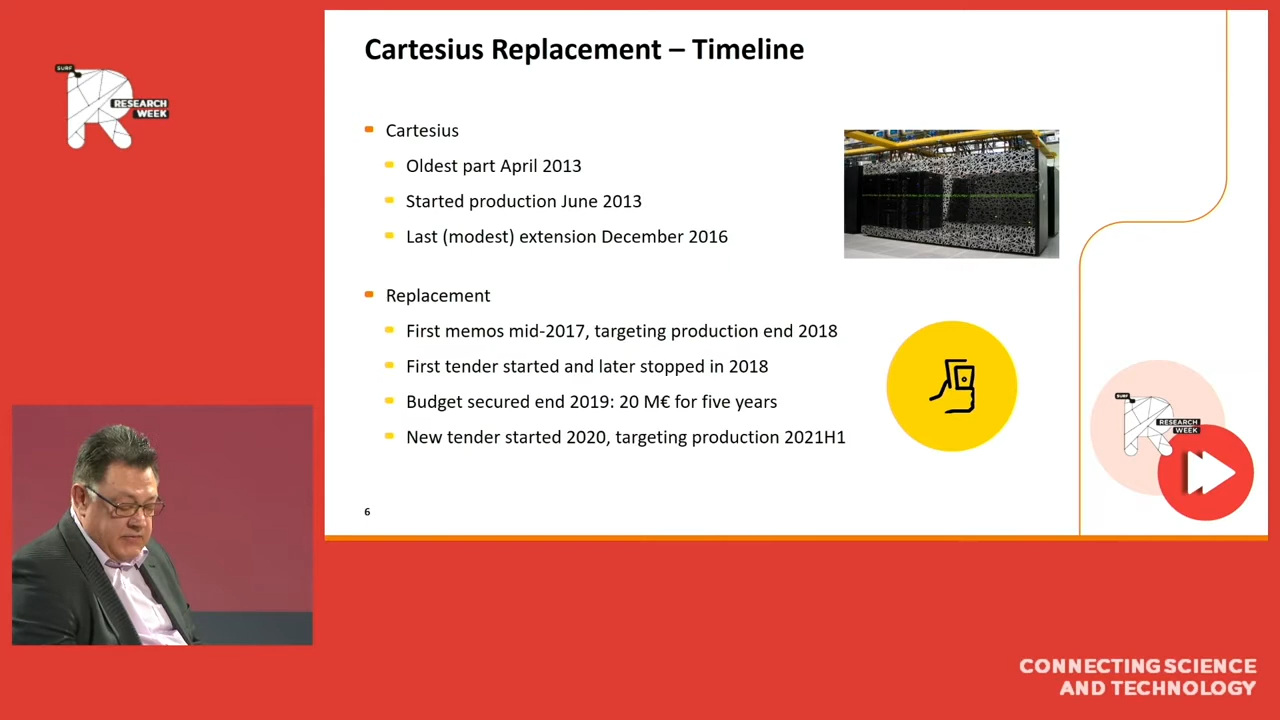 SURF
RESEARCH
WEEK
Cartesius Replacement – Timeline
Cartesius
Oldest part April 2013
Started production June 2013
Last (modest) extension December 2016
Replacement
First memos mid-2017, targeting production end 2018
First tender started and later stopped in 2018
Budget secured end 2019: 20 M€ for five years
New tender started 2020, targeting production 2021H1
6
SURF
RESEARCH
WEEK
CONNECTING SCIENCE
AND TECHNOLOGY